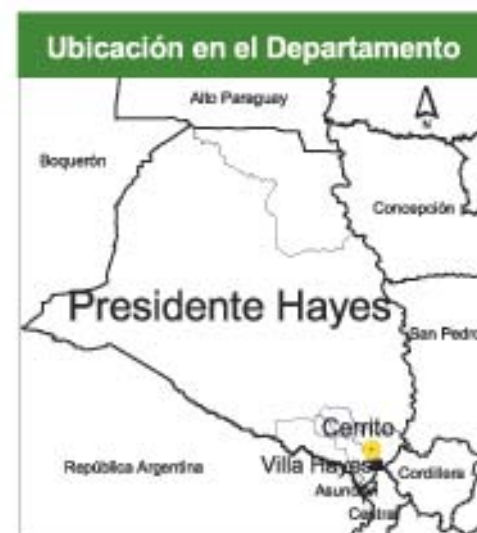 Ubicación en el Departamento
Alto Paraguay
N
Boquerón
Concepción
Presidente Hayes
San Pedro
Cerrito
Villa Hayes
República Argentina
Cordillera
Asunción
Central